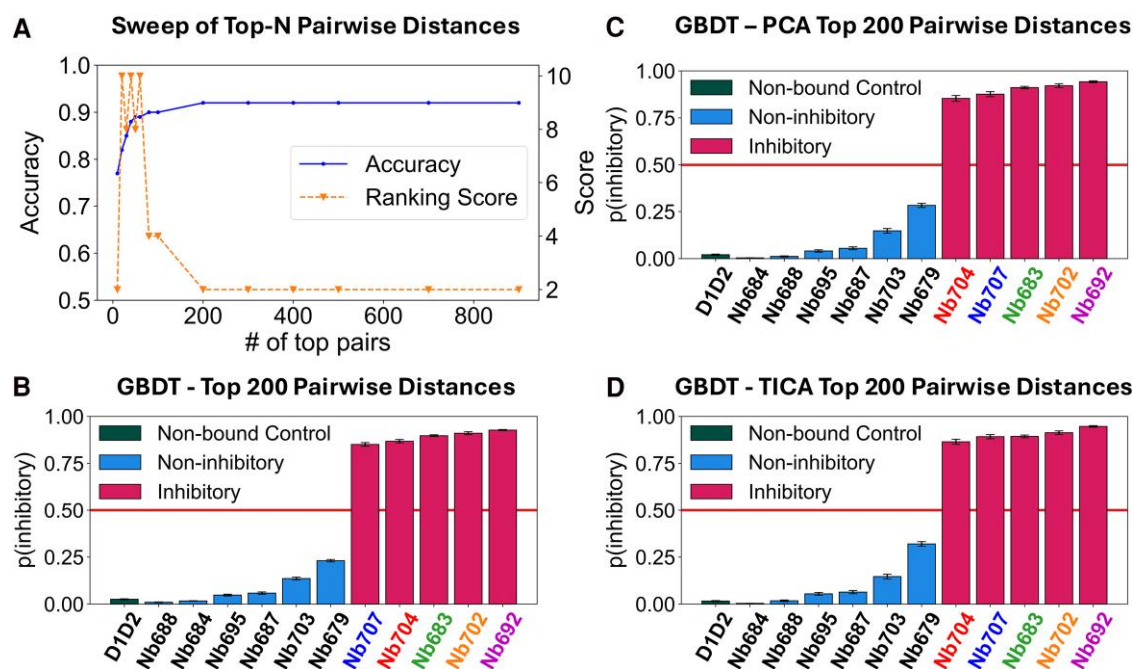 A
Sweep of Top-N Pairwise Distances
1.0
0.9
0.8
0.7
0.6
0.5
Accuracy
10
8
6
4
2
Score
Accuracy
Ranking Score
0
200
400
600
800
# of top pairs
C
GBDT – PCA Top 200 Pairwise Distances
1.00
0.75
0.50
0.25
0.00
p(inhibitory)
Non-bound Control
Non-inhibitory
Inhibitory
D1D2
Nb684
Nb688
Nb695
Nb687
Nb703
Nb679
Nb704
Nb707
Nb683
Nb702
Nb692
B
GBDT - Top 200 Pairwise Distances
1.00
0.75
0.50
0.25
0.00
p(inhibitory)
Non-bound Control
Non-inhibitory
Inhibitory
D1D2
Nb688
Nb684
Nb695
Nb687
Nb703
Nb679
Nb707
Nb704
Nb683
Nb702
Nb692
D
GBDT - TICA Top 200 Pairwise Distances
1.00
0.75
0.50
0.25
0.00
p(inhibitory)
Non-bound Control
Non-inhibitory
Inhibitory
D1D2
Nb684
Nb688
Nb695
Nb687
Nb703
Nb679
Nb704
Nb707
Nb683
Nb702
Nb692